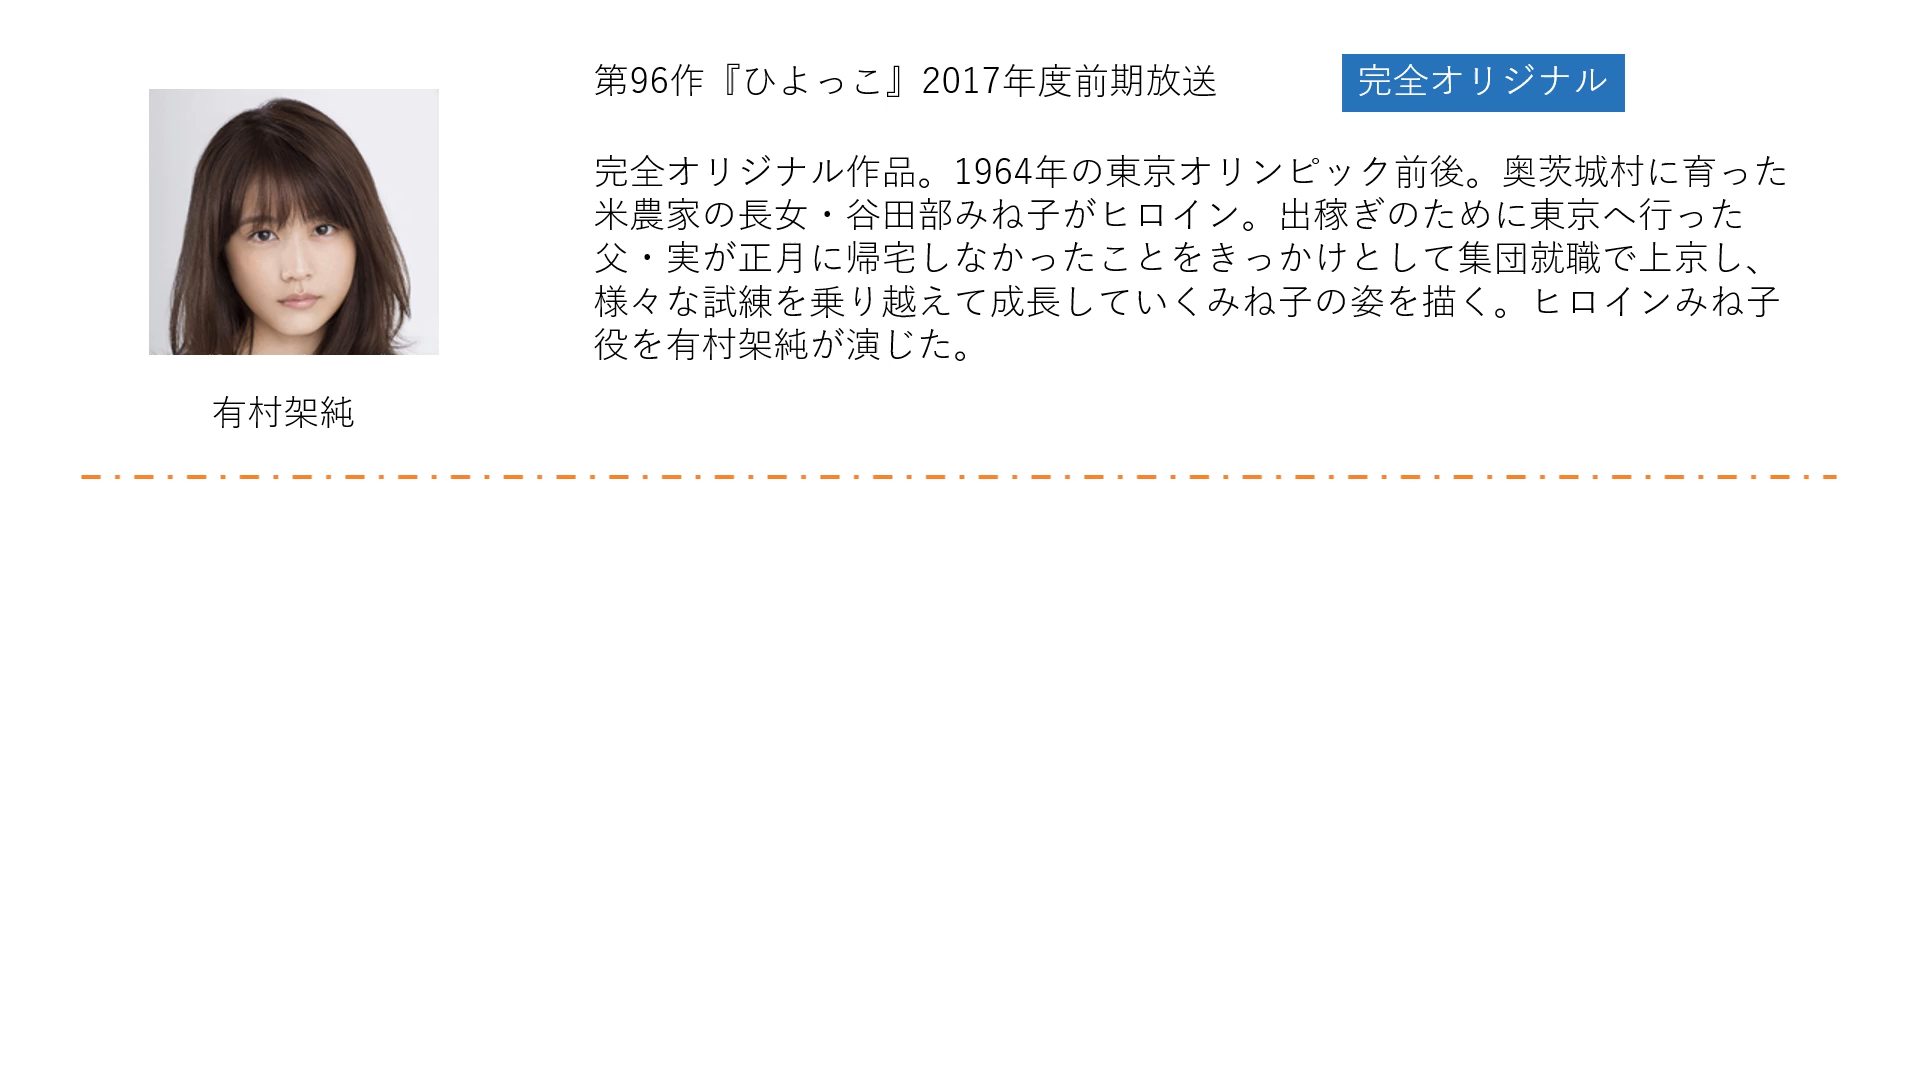 第96作『ひよっこ』2017年度前期放送
完全オリジナル
完全オリジナル作品。1964年の東京オリンピック前後。奥茨城村に育った
米農家の長女・谷田部みね子がヒロイン。出稼ぎのために東京へ行った
父・実が正月に帰宅しなかったことをきっかけとして集団就職で上京し、
様々な試練を乗り越えて成長していくみね子の姿を描く。ヒロインみね子
役を有村架純が演じた。
有村架純